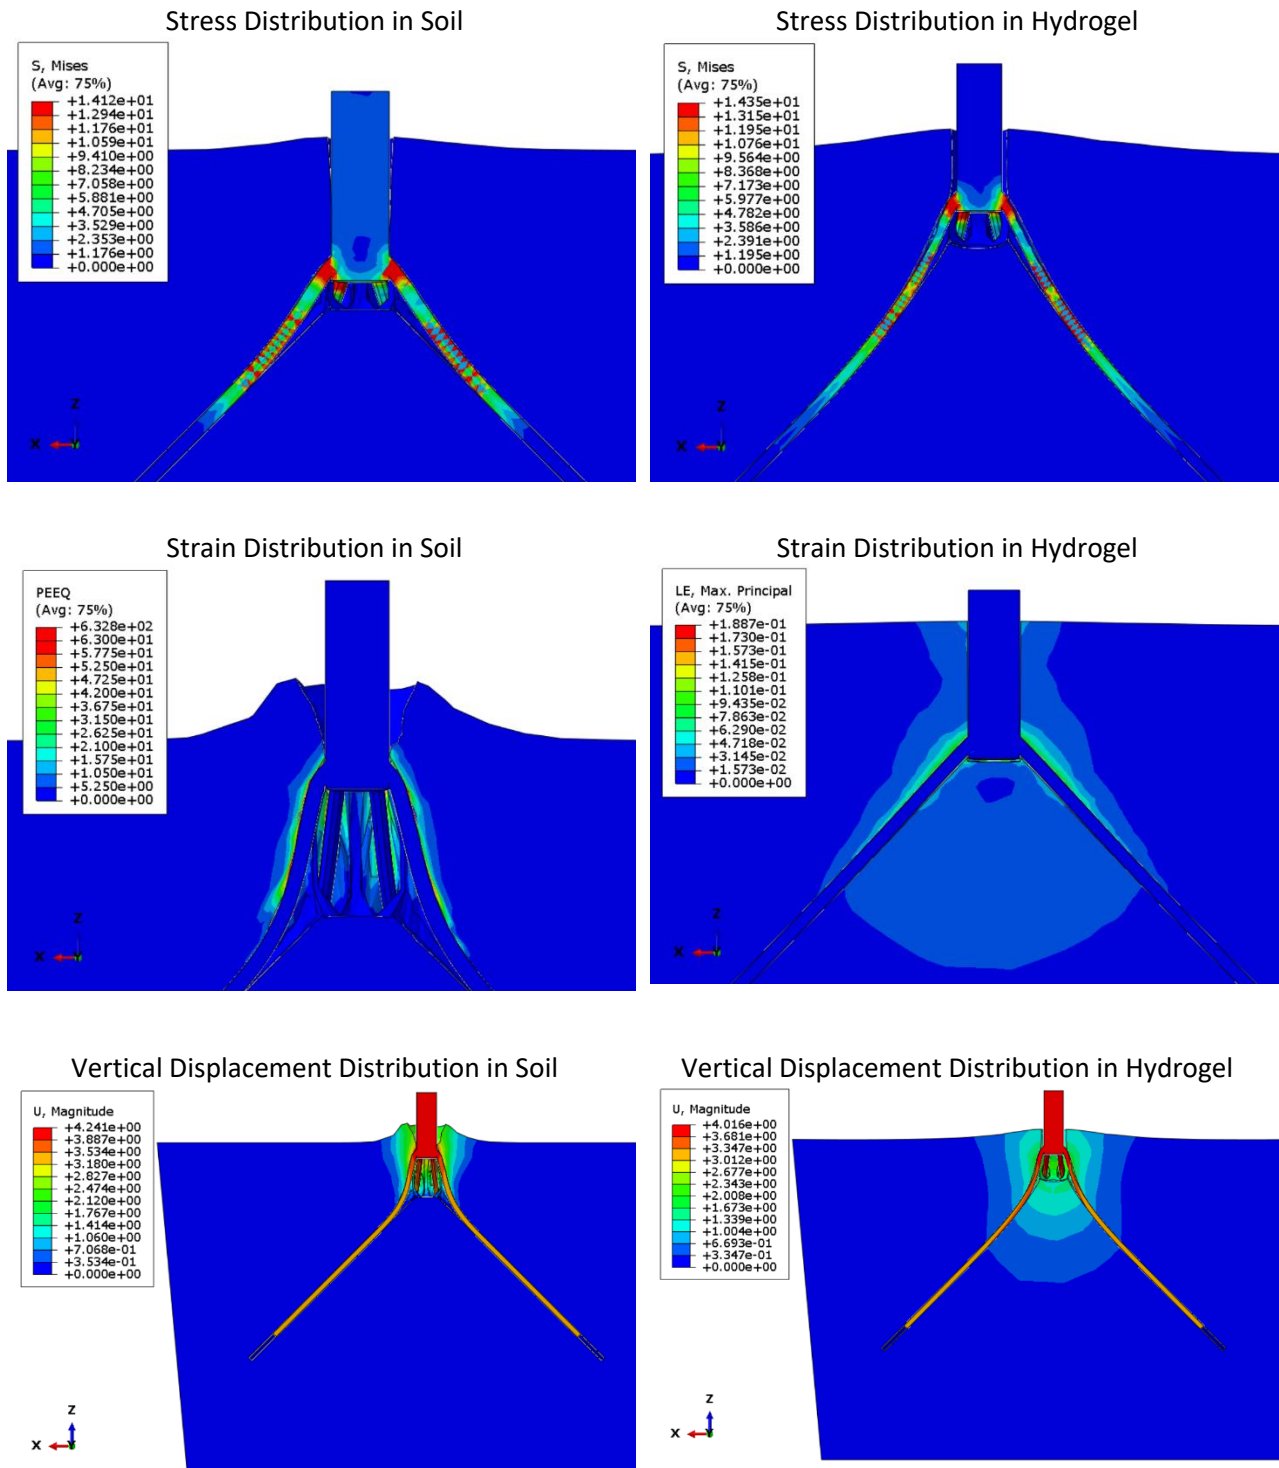 Stress Distribution in Soil
S, Mises
(Avg: 75%)
+1.412e+01
+1.294e+01
+1.176e+01
+1.059e+01
+9.410e+00
+8.234e+00
+7.058e+00
+5.881e+00
+4.705e+00
+3.529e+00
+2.353e+00
+1.176e+00
+0.000e+00
Z
X
Y
Stress Distribution in Hydrogel
S, Mises
(Avg: 75%)
+1.435e+01
+1.315e+01
+1.195e+01
+1.076e+01
+9.564e+00
+8.368e+00
+7.173e+00
+5.977e+00
+4.782e+00
+3.586e+00
+2.391e+00
+1.195e+00
+0.000e+00
Z
X
Y
Strain Distribution in Soil
PEEQ
(Avg: 75%)
+6.328e+02
+6.300e+01
+5.775e+01
+5.250e+01
+4.725e+01
+4.200e+01
+3.675e+01
+3.150e+01
+2.625e+01
+2.100e+01
+1.575e+01
+1.050e+01
+5.250e+00
+0.000e+00
Z
X
Y
Strain Distribution in Hydrogel
LE, Max. Principal
(Avg: 75%)
+1.887e-01
+1.730e-01
+1.573e-01
+1.415e-01
+1.258e-01
+1.101e-01
+9.435e-02
+7.863e-02
+6.290e-02
+4.718e-02
+3.145e-02
+1.573e-02
+0.000e+00
Z
X
Y
Vertical Displacement Distribution in Soil
U, Magnitude
+4.241e+00
+3.887e+00
+3.534e+00
+3.180e+00
+2.827e+00
+2.474e+00
+2.120e+00
+1.767e+00
+1.414e+00
+1.060e+00
+7.068e-01
+3.534e-01
+0.000e+00
Z
X
Y
Vertical Displacement Distribution in Hydrogel
U, Magnitude
+4.016e+00
+3.681e+00
+3.347e+00
+3.012e+00
+2.677e+00
+2.343e+00
+2.008e+00
+1.673e+00
+1.339e+00
+1.004e+00
+6.693e-01
+3.347e-01
+0.000e+00
Z
X
Y